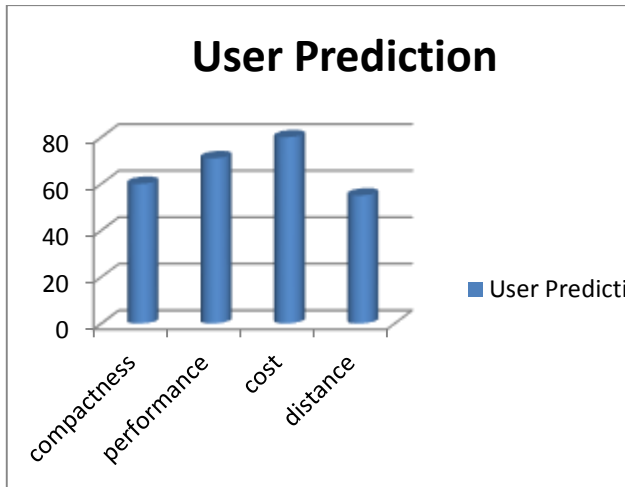 User Prediction
80
60
40
20
0
User Predicti
compactness
performance
cost
distance